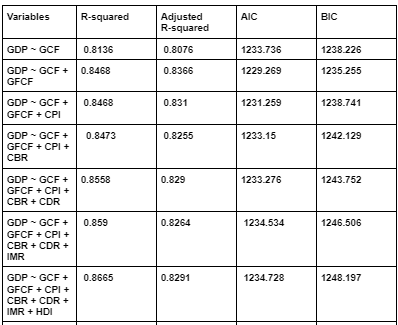 Variables R-squared Adjusted R-squared AIC BIC
GDP ~ GCF 0.8136 0.8076 1233.736 1238.226
GDP ~ GCF + GFCF 0.8468 0.8366 1229.269 1235.255
GDP ~ GCF + GFCF + CPI 0.8468 0.831 1231.259 1238.741
GDP ~ GCF + GFCF + CPI + CBR 0.8473 0.8255 1233.15 1242.129
GDP ~ GCF + GFCF + CPI + CBR + CDR 0.8558 0.829 1233.276 1243.752
GDP ~ GCF + GFCF + CPI + CBR + CDR + IMR 0.859 0.8264 1234.534 1246.506
GDP ~ GCF + GFCF + CPI + CBR + CDR + IMR + HDI 0.8665 0.8291 1234.728 1248.197